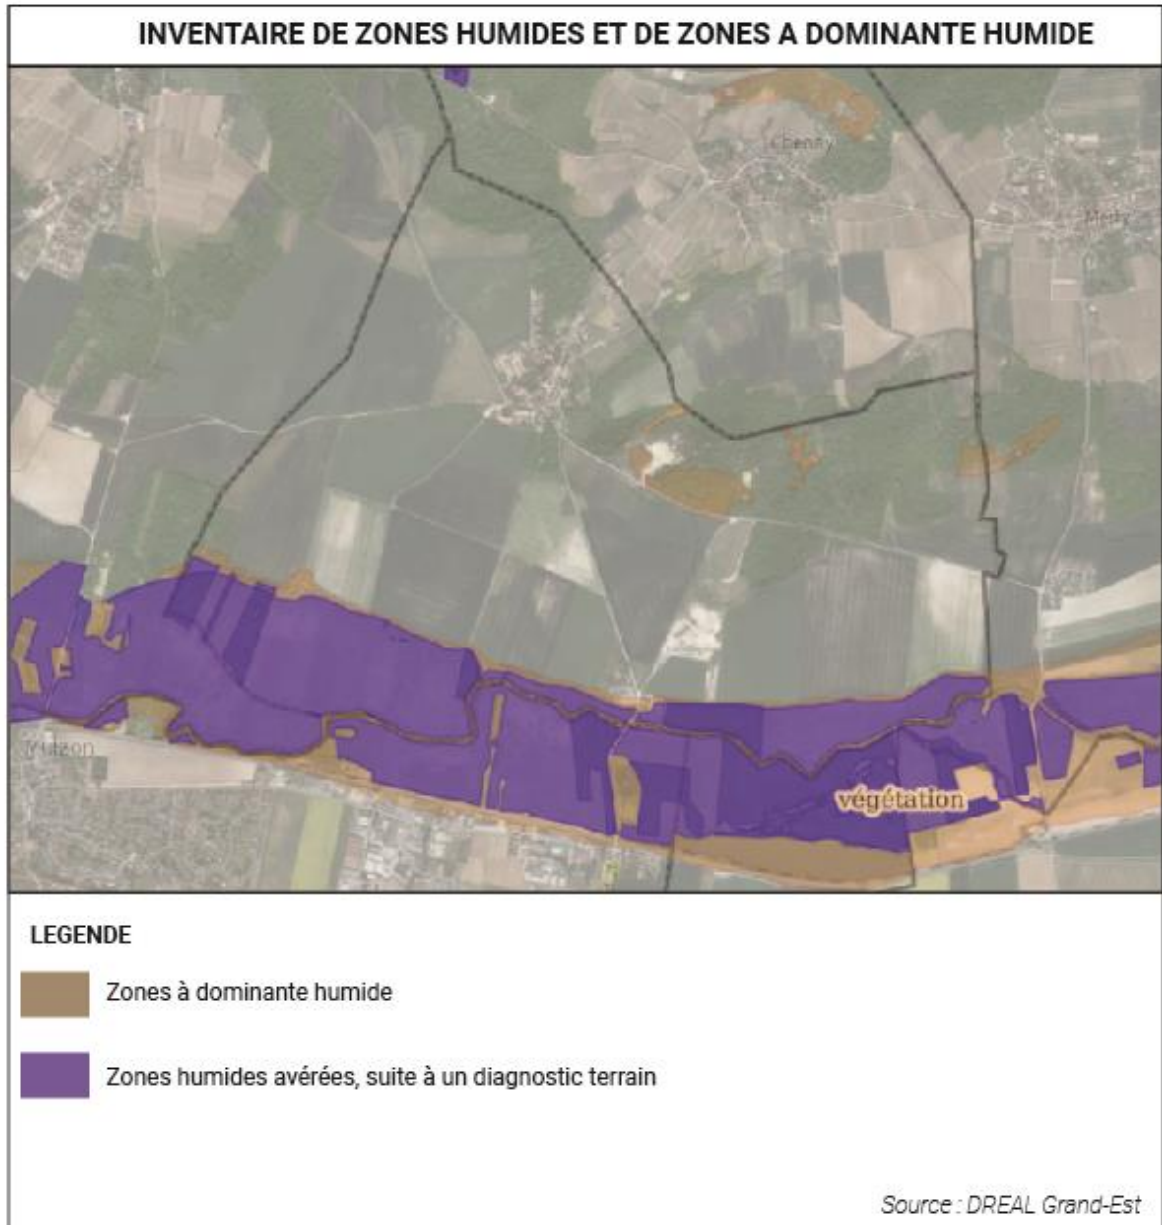 INVENTAIRE DE ZONES HUMIDES ET DE ZONES A DOMINANTE HUMIDE
végétation
LEGENDE
Zones à dominante humide
Zones humides avérées, suite à un diagnostic terrain
Source : DREAL Grand-Est